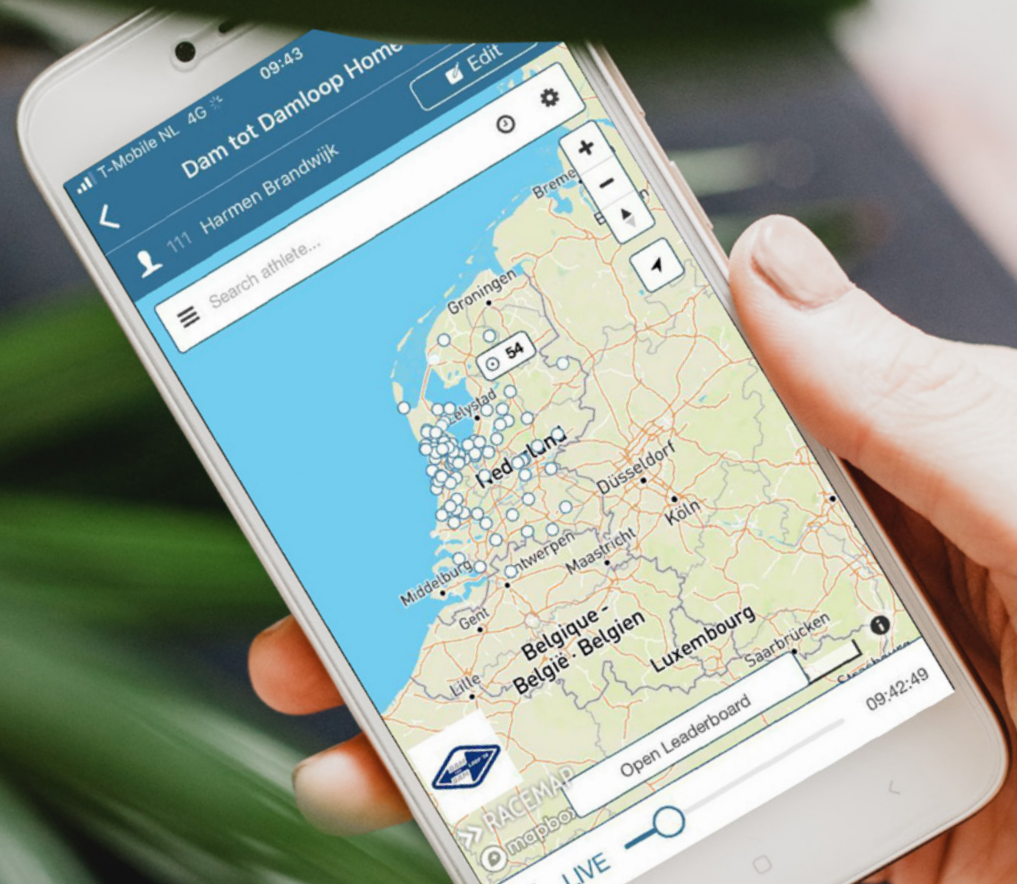 T-Mobile NL 4G 09:43
Dam tot Damloop Home
Edit
111 Harmen Brandwijk
Search athlete...
Breme
Groningen
54
Lelystad
Nederland
Düsseldorf
Köln
Antwerpen
Maastricht
Middelburg
Gent
Belgique -
België - Belgien
Luxembourg
Saarbrücken
Lille
Open Leaderboard
09:42:49
RACEMAP
mapbox
LIVE